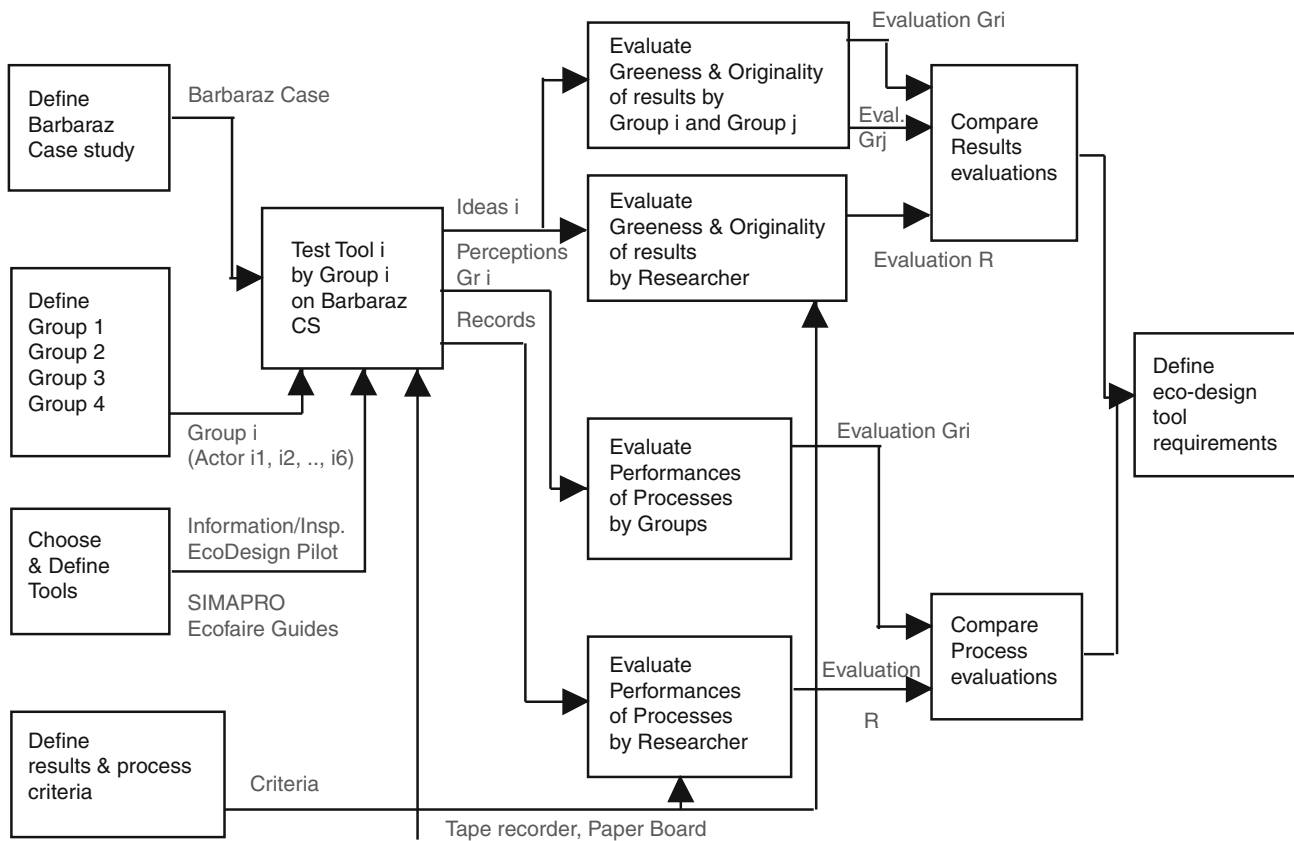 Define
Barbaraz
Case study
Barbaraz Case
Define
Group 1
Group 2
Group 3
Group 4
Group i
(Actor i1, i2, .., i6)
Choose
& Define
Tools
Information/Insp.
EcoDesign Pilot
SIMAPRO
Ecofaire Guides
Define
results & process
criteria
Criteria
Tape recorder, Paper Board
Test Tool i
by Group i
on Barbaraz
CS
Ideas i
Perceptions
Gr i
Records
Evaluate
Greeness & Originality
of results by
Group i and Group j
Evaluation Gri
Eval.
Grj
Evaluate
Greeness & Originality
of results
by Researcher
Evaluation R
Evaluate
Performances
of Processes
by Groups
Evaluation Gri
Evaluate
Performances
of Processes
by Researcher
Evaluation
R
Compare
Results
evaluations
Compare
Process
evaluations
Define
eco-design
tool
requirements